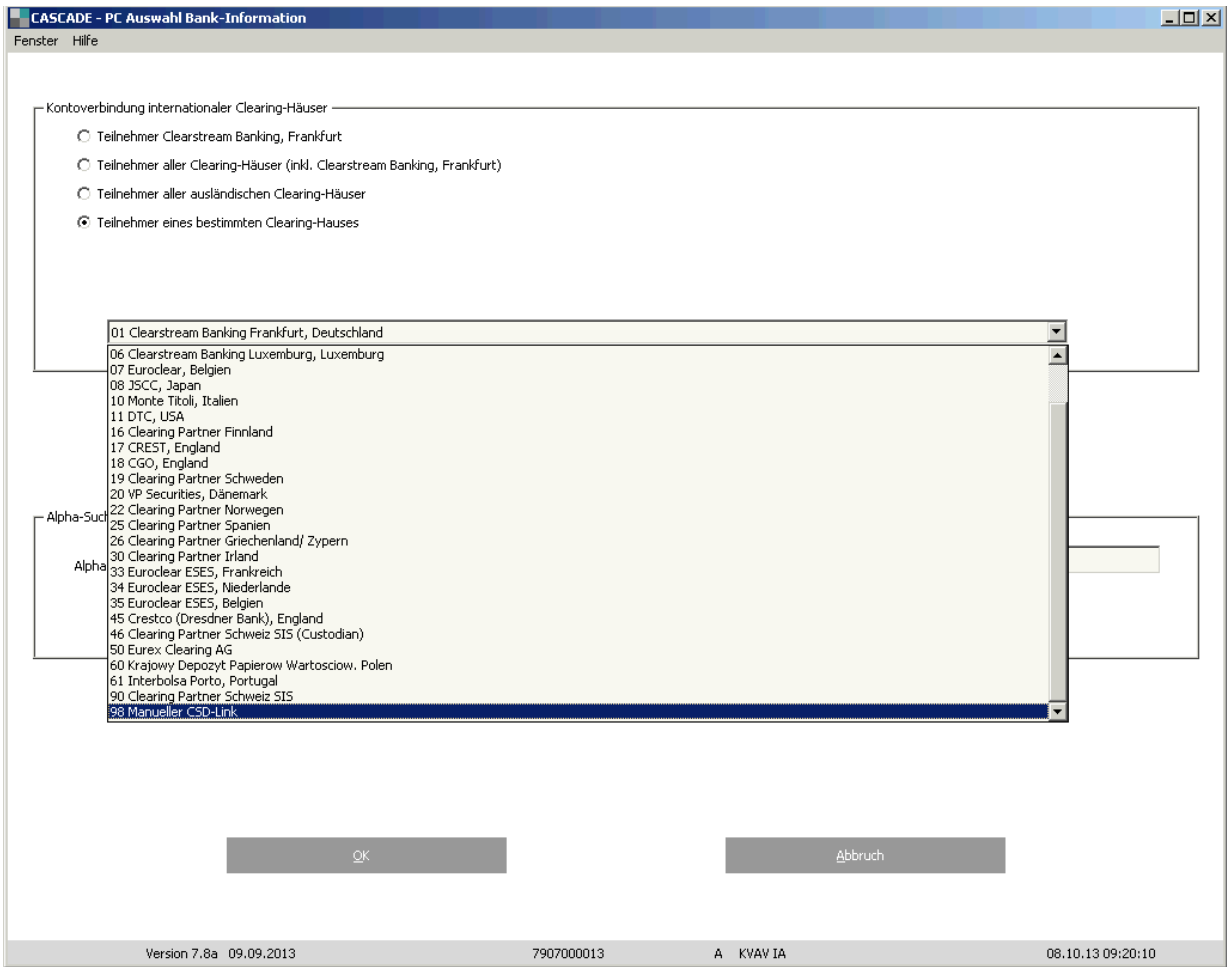 CASCADE - PC Auswahl Bank-Information
Fenster Hilfe
Kontoverbindung internationaler Clearing-Häuser
Teilnehmer Clearstream Banking, Frankfurt
Teilnehmer aller Clearing-Häuser (inkl. Clearstream Banking, Frankfurt)
Teilnehmer aller ausländischen Clearing-Häuser
Teilnehmer eines bestimmten Clearing-Hauses
01 Clearstream Banking Frankfurt, Deutschland
06 Clearstream Banking Luxemburg, Luxemburg
07 Euroclear, Belgien
08 JSCC, Japan
10 Monte Titoli, Italien
11 DTC, USA
16 Clearing Partner Finnland
17 CREST, England
18 CGO, England
19 Clearing Partner Schweden
20 VP Securities, Dänemark
22 Clearing Partner Norwegen
Alpha-Such
25 Clearing Partner Spanien
26 Clearing Partner Griechenland/ Zypern
30 Clearing Partner Irland
Alpha
33 Euroclear ESES, Frankreich
34 Euroclear ESES, Niederlande
35 Euroclear ESES, Belgien
45 Crestco (Dresdner Bank), England
46 Clearing Partner Schweiz SIS (Custodian)
50 Eurex Clearing AG
60 Krajowy Depozyt Papierow Wartosciow. Polen
61 Interbolsa Porto, Portugal
90 Clearing Partner Schweiz SIS
98 Manueller CSD-Link
OK Abbruch
Version 7.8a 09.09.2013 7907000013 A KVAV IA 08.10.13 09:20:10